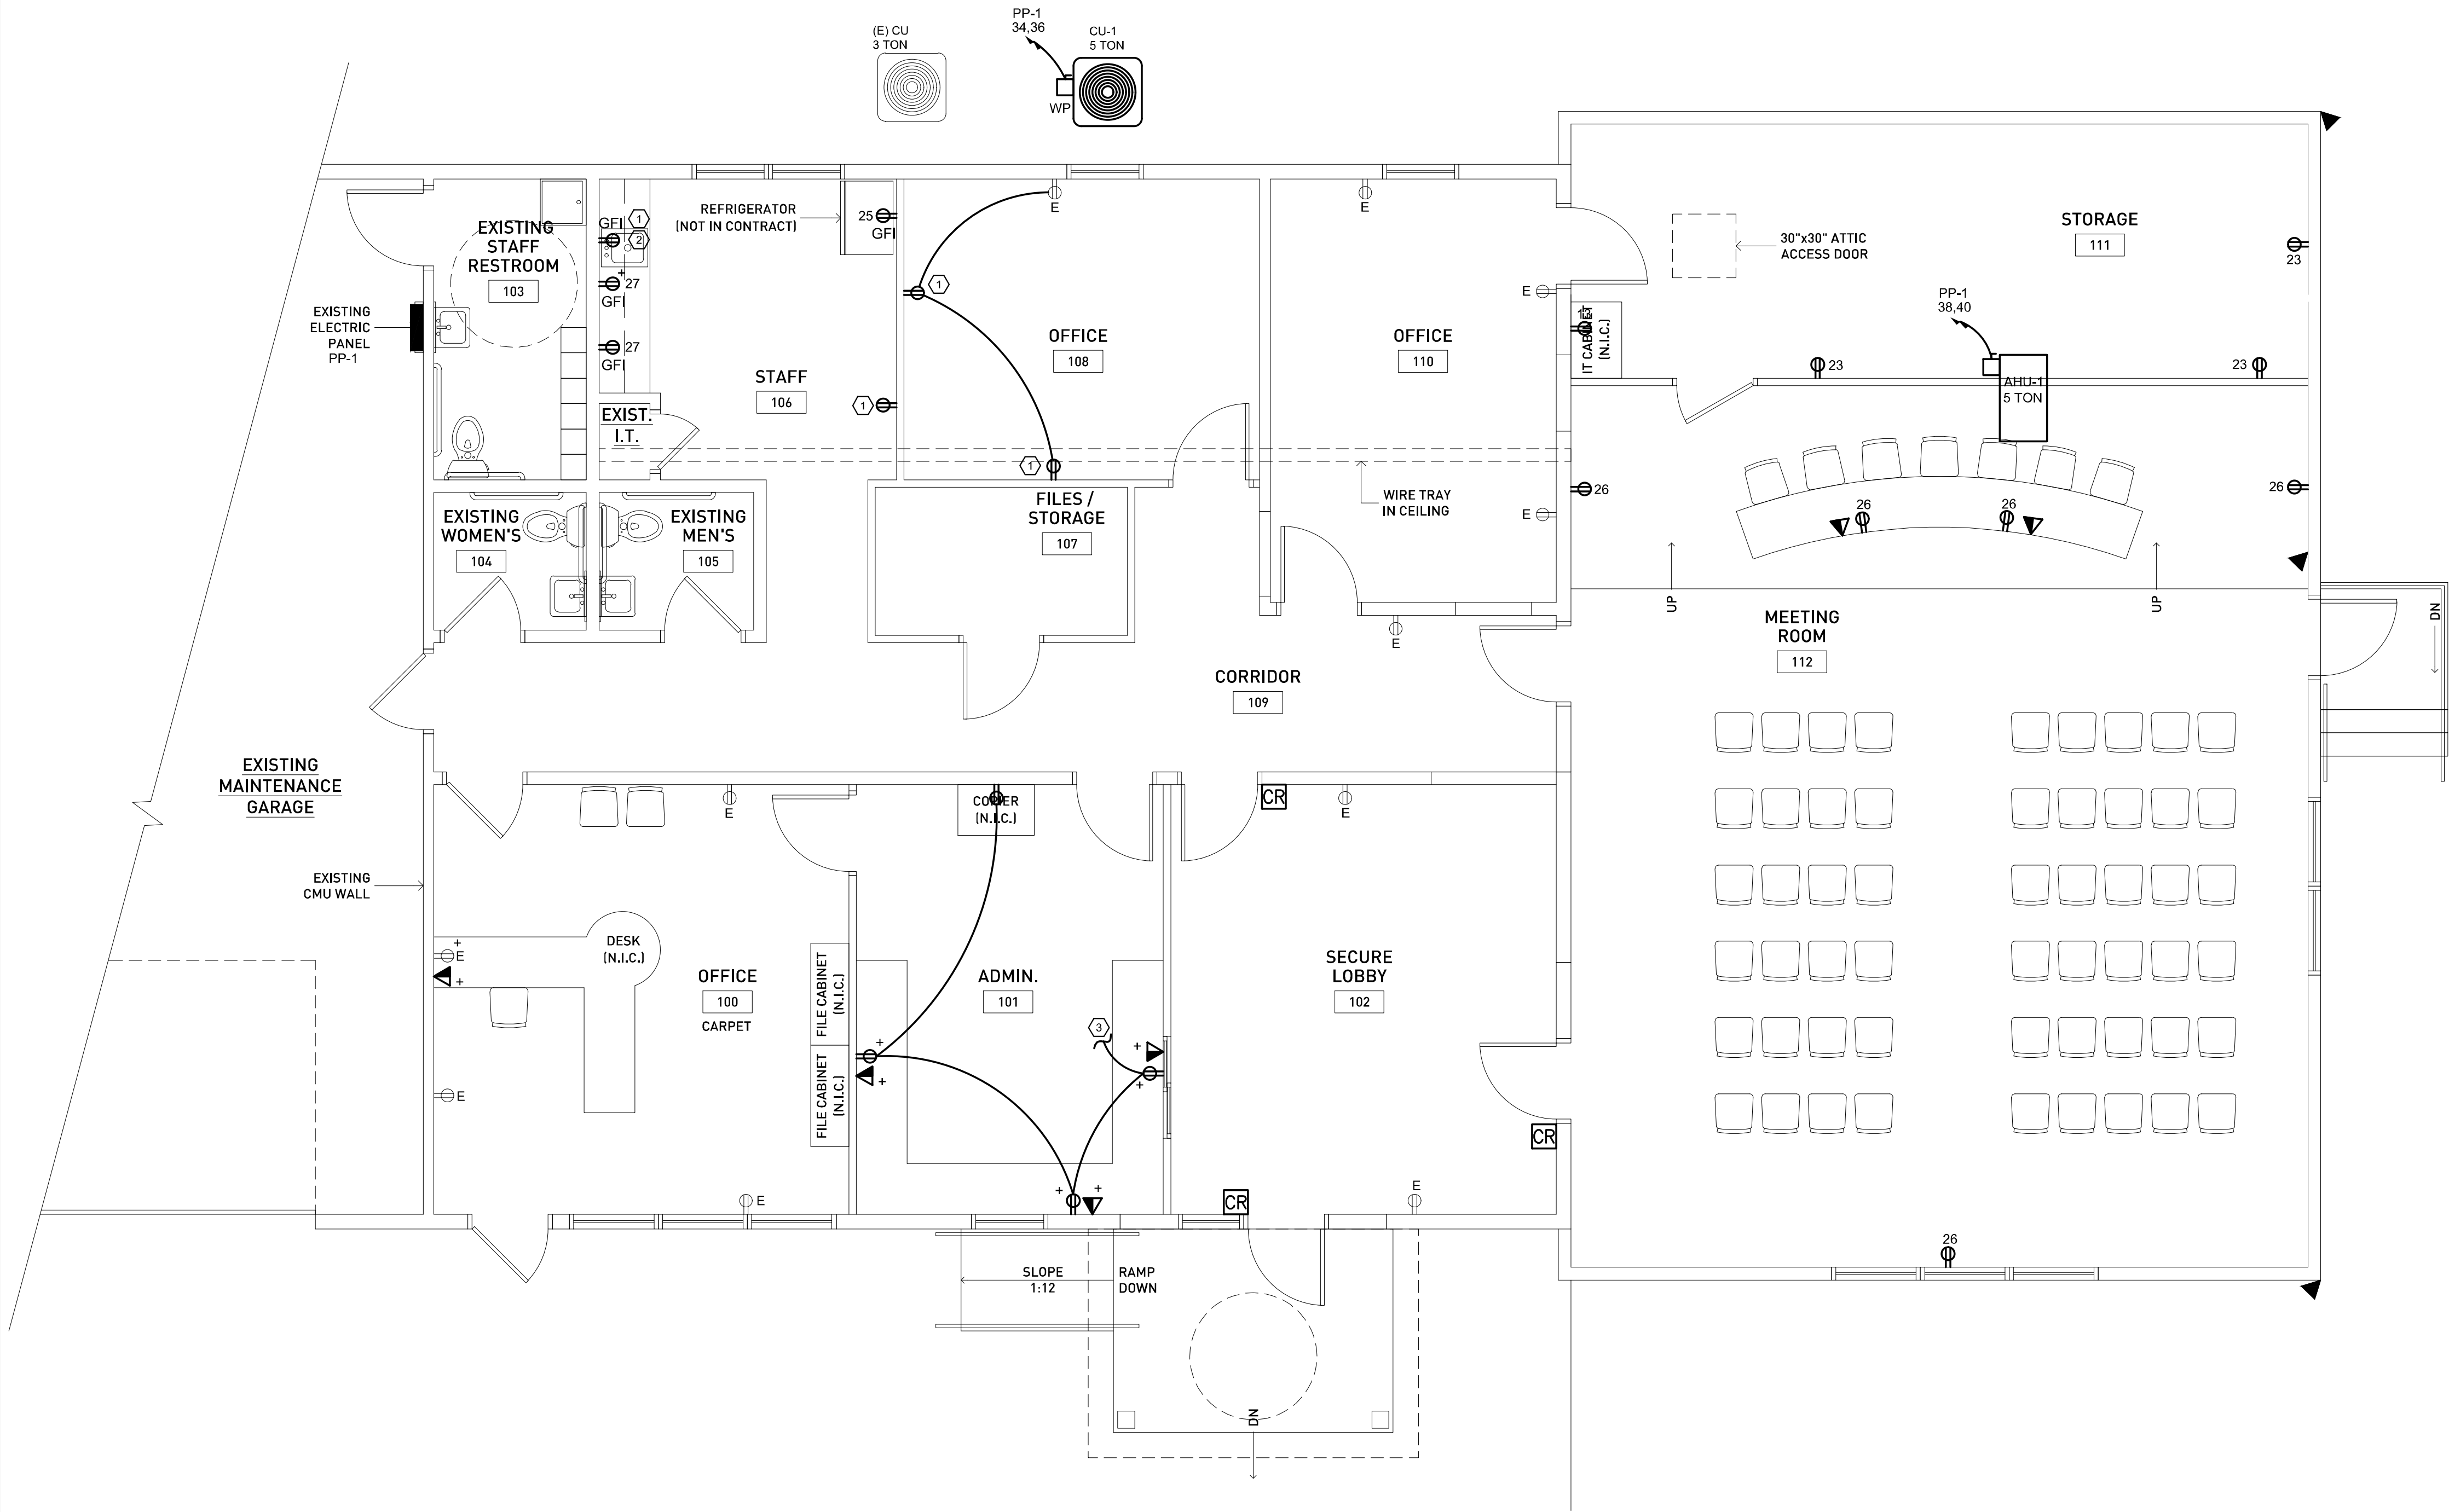 (E) CU
3 TON
PP-1
34,36
CU-1
5 TON
WP
EXISTING
STAFF
RESTROOM
103
GFI
1
2
+
27
GFI
27
GFI
REFRIGERATOR
(NOT IN CONTRACT)
25
GFI
E
E
1
30"x30" ATTIC
ACCESS DOOR
STORAGE
111
23
EXISTING
ELECTRIC
PANEL
PP-1
E
IT CABINET
(N.I.C.)
PP-1
38,40
OFFICE
108
OFFICE
110
STAFF
106
1
EXIST.
I.T.
23
23
AHU-1
5 TON
1
FILES /
STORAGE
107
WIRE TRAY
IN CEILING
E
26
26
26
26
EXISTING
WOMEN'S
104
EXISTING
MEN'S
105
E
UP
UP
DN
MEETING
ROOM
112
CORRIDOR
109
EXISTING
MAINTENANCE
GARAGE
E
COPIER
(N.I.C.)
CR
E
EXISTING
CMU WALL
+
E
+
DESK
(N.I.C.)
OFFICE
100
CARPET
FILE CABINET
(N.I.C.)
FILE CABINET
(N.I.C.)
ADMIN.
101
SECURE
LOBBY
102
3
+
+
+
+
E
CR
E
+
+
CR
E
26
SLOPE
1:12
RAMP
DOWN
DN